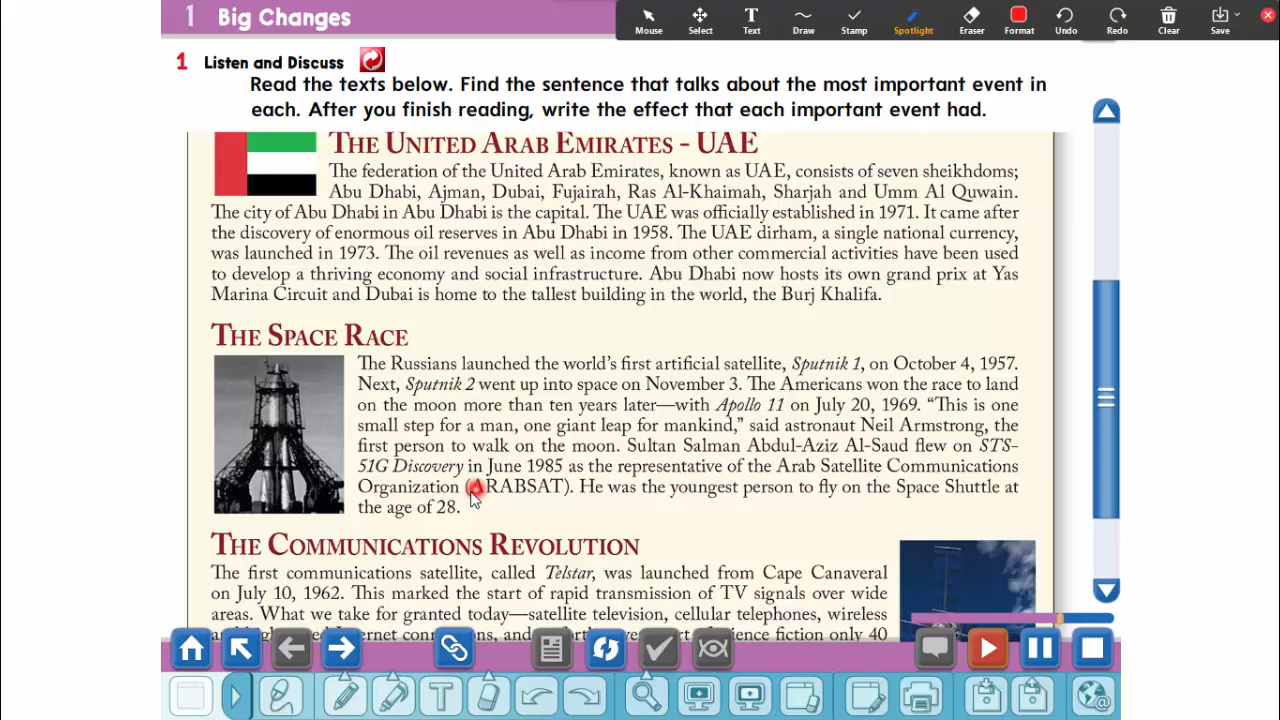 1 Big Changes
Mouse Select Text Draw Stamp Spotlight Eraser Format Undo Redo Clear Save
1 Listen and Discuss
Read the texts below. Find the sentence that talks about the most important event in
each. After you finish reading, write the effect that each important event had.
THE UNITED ARAB EMIRATES - UAE
The federation of the United Arab Emirates, known as UAE, consists of seven sheikhdoms;
Abu Dhabi, Ajman, Dubai, Fujairah, Ras Al-Khaimah, Sharjah and Umm Al Quwain.
The city of Abu Dhabi in Abu Dhabi is the capital. The UAE was officially established in 1971. It came after
the discovery of enormous oil reserves in Abu Dhabi in 1958. The UAE dirham, a single national currency,
was launched in 1973. The oil revenues as well as income from other commercial activities have been used
to develop a thriving economy and social infrastructure. Abu Dhabi now hosts its own grand prix at Yas
Marina Circuit and Dubai is home to the tallest building in the world, the Burj Khalifa.
THE SPACE RACE
The Russians launched the world's first artificial satellite, Sputnik 1, on October 4, 1957.
Next, Sputnik 2 went up into space on November 3. The Americans won the race to land
on the moon more than ten years later—with Apollo 11 on July 20, 1969. “This is one
small step for a man, one giant leap for mankind,” said astronaut Neil Armstrong, the
first person to walk on the moon. Sultan Salman Abdul-Aziz Al-Saud flew on STS-
51G Discovery in June 1985 as the representative of the Arab Satellite Communications
Organization (ARABSAT). He was the youngest person to fly on the Space Shuttle at
the age of 28.
THE COMMUNICATIONS REVOLUTION
The first communications satellite, called Telstar, was launched from Cape Canaveral
on July 10, 1962. This marked the start of rapid transmission of TV signals over wide
areas. What we take for granted today—satellite television, cellular telephones, wireless
only 40